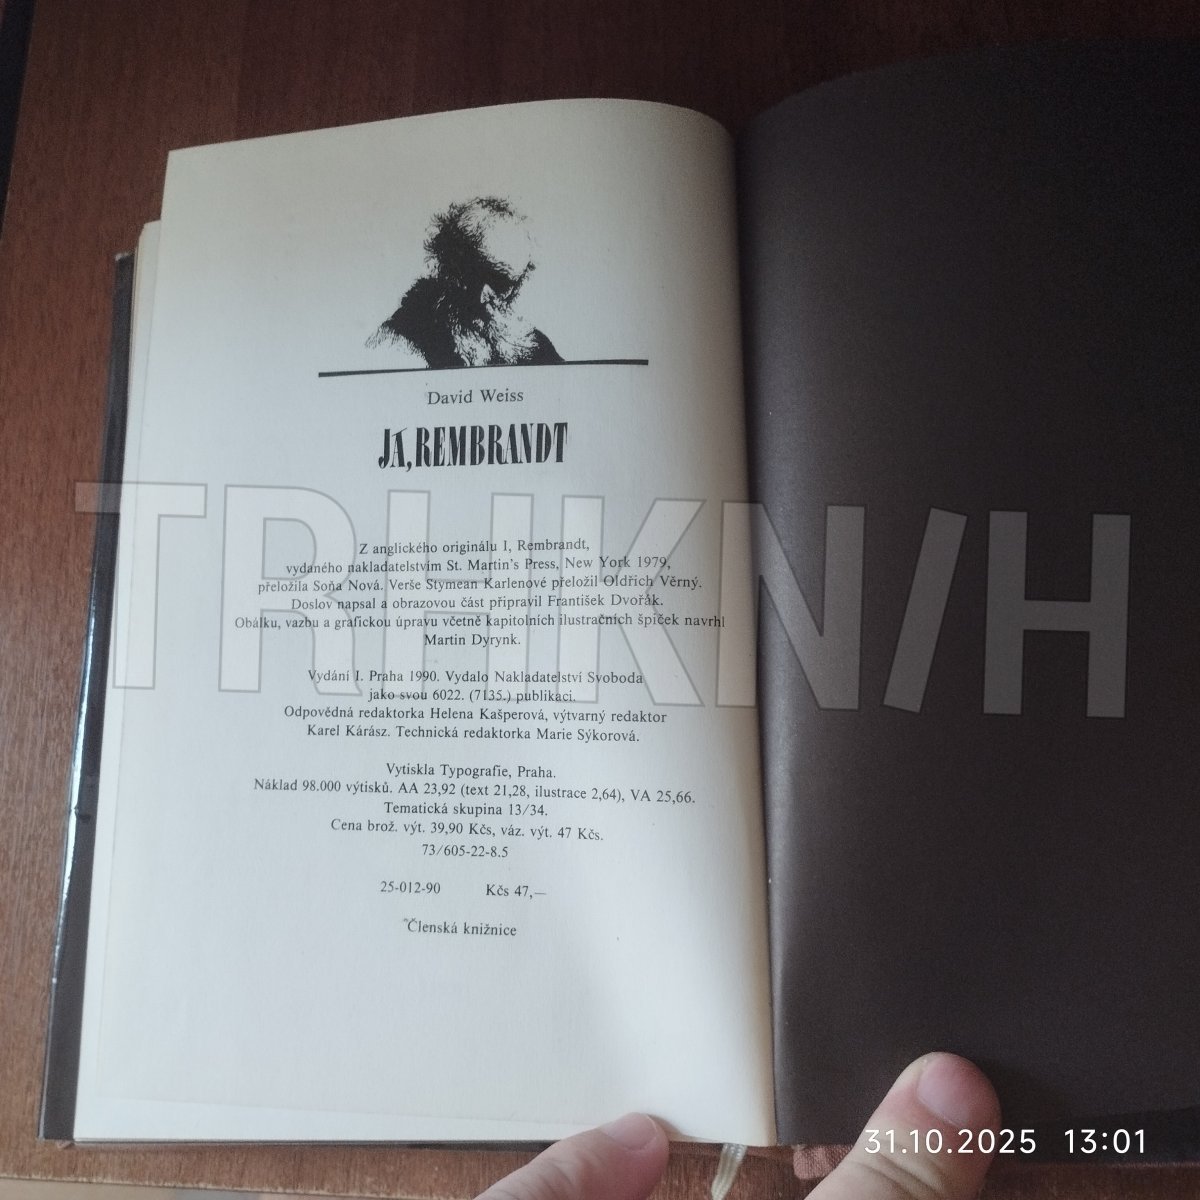 David Weiss
JÁ, REMBRANDT
Z anglického originálu I, Rembrandt,
vydaného nakladatelstvím St. Martin's Press, New York 1979,
přeložila Soňa Nová. Verše Stymean Karlenové přeložil Oldřich Věrný.
Doslov napsal a obrazovou část připravil František Dvořák.
Obálku, vazbu a grafickou úpravu včetně kapitolních ilustračních špiček navrhl
Martin Dyrynk.
Vydání I. Praha 1990. Vydalo Nakladatelství Svoboda
jako svou 6022. (7135.) publikaci.
Odpovědná redaktorka Helena Kašperová, výtvarný redaktor
Karel Kárász. Technická redaktorka Marie Sýkorová.
Vytiskla Typografie, Praha.
Náklad 98.000 výtisků. AA 23,92 (text 21,28, ilustrace 2,64), VA 25,66.
Tematická skupina 13/34.
Cena brož. výt. 39,90 Kčs, váz. výt. 47 Kčs.
73/605-22-8.5
25-012-90 Kčs 47,—
Členská knižnice
TRHKN/H
31.10.2025 13:01